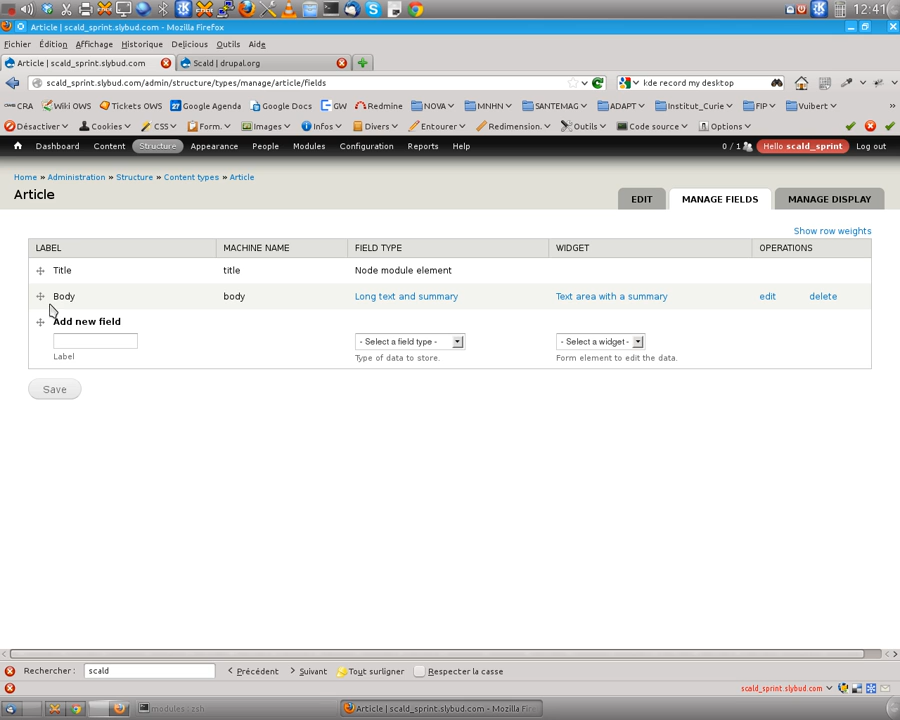 12:41
Article | scald_sprint.slybud.com - Mozilla Firefox
Fichier Édition Affichage Historique Delicious Outils Aide
Article | scald_sprint.slybud.com Scald | drupal.org
scald_sprint.slybud.com/admin/structure/types/manage/article/fields kde record my desktop
CRA Wiki OWS Tickets OWS Google Agenda Google Docs GW Redmine NOVA MNHN SANTEMAG ADAPT Institut_Curie FIP Vuibert
Désactiver Cookies CSS Form. Images Infos Divers Entourer Redimension. Outils Code source Options
Dashboard Content Structure Appearance People Modules Configuration Reports Help 0 / 1 Hello scald_sprint Log out
Home » Administration » Structure » Content types » Article
Article
EDIT MANAGE FIELDS MANAGE DISPLAY
Show row weights
LABEL MACHINE NAME FIELD TYPE WIDGET OPERATIONS
Title title Node module element
Body body Long text and summary Text area with a summary edit delete
Add new field
- Select a field type - - Select a widget -
Label Type of data to store. Form element to edit the data.
Save
Rechercher : scald Précédent Suivant Tout surligner Respecter la casse
scald_sprint.slybud.com
modules : zsh Article | scald_sprint.slybud.com - Mozilla Fire